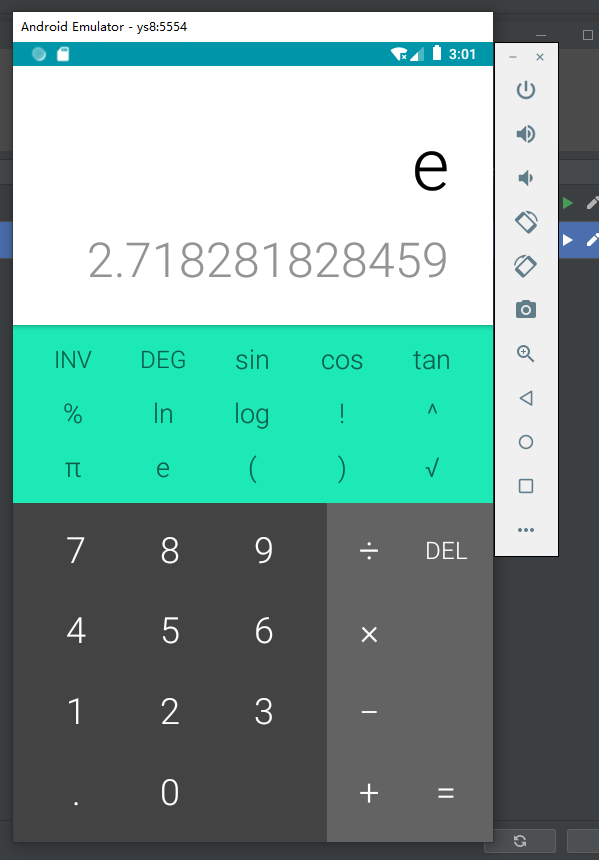 Android Emulator - ys8:5554
3:01
e
2.718281828459
INV DEG sin cos tan
% ln log ! ^
π e ( ) √
7 8 9 ÷ DEL
4 5 6 ×
1 2 3 −
. 0 + =